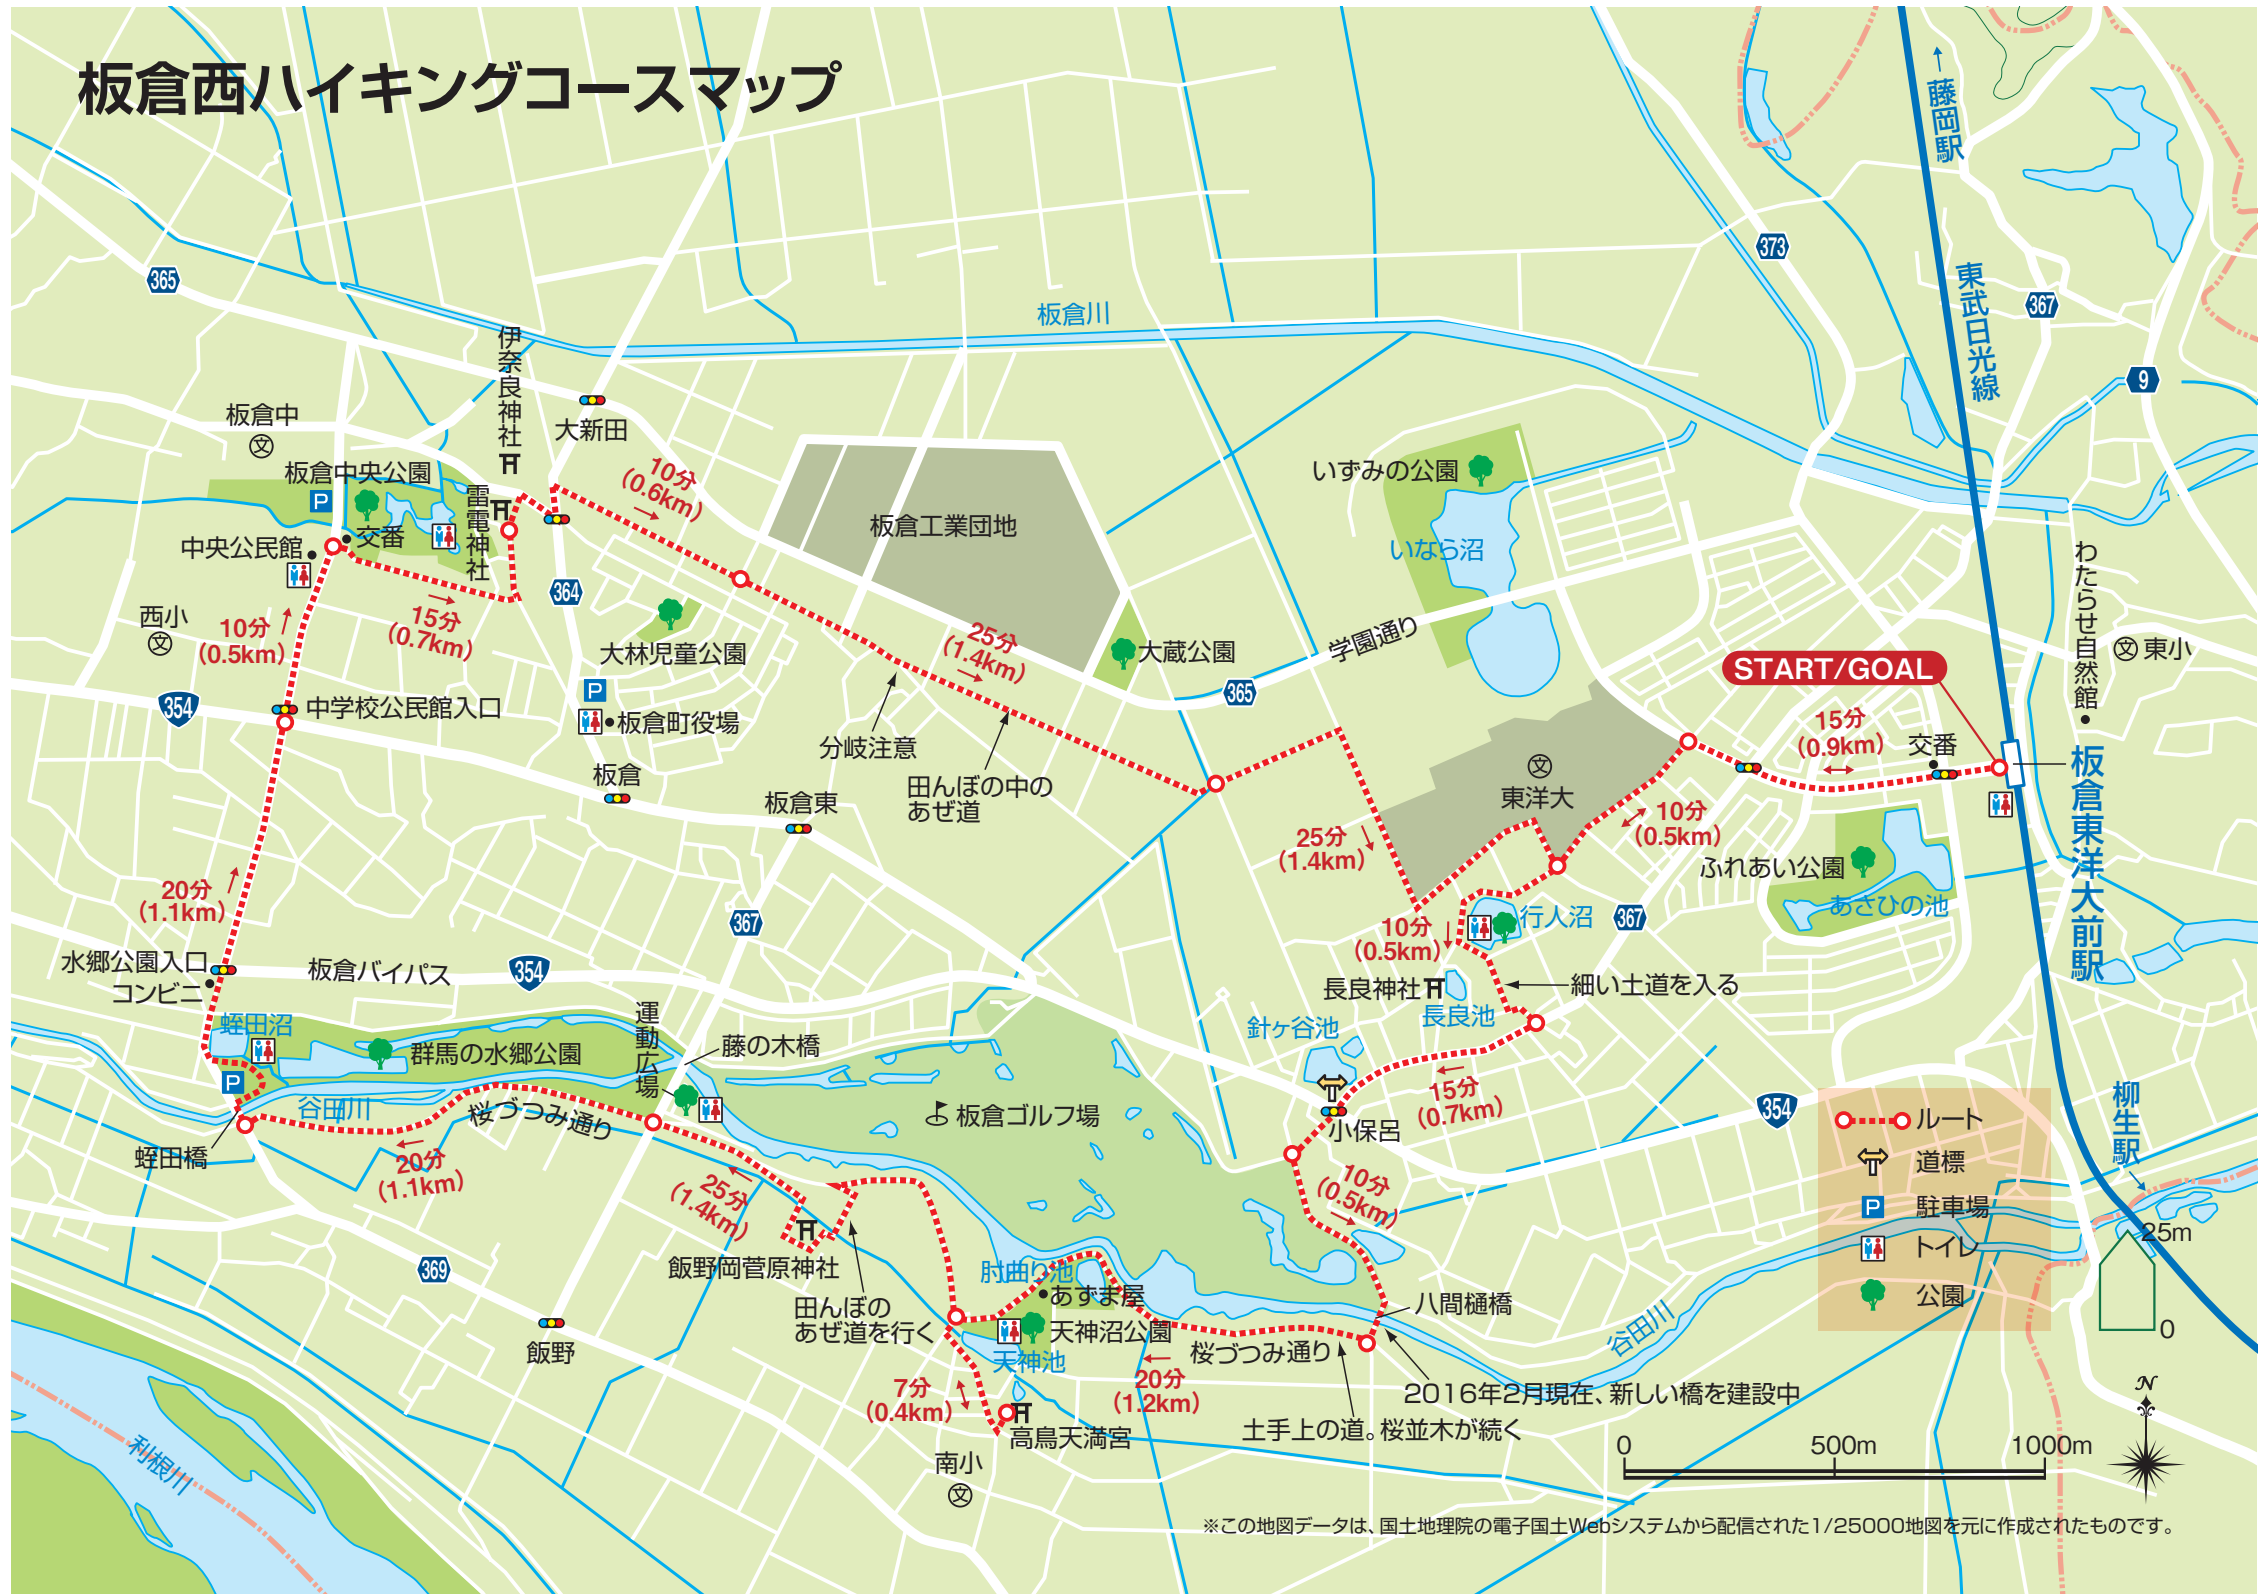 板倉西ハイキングコースマップ
←藤岡駅
373
365
東武日光線
367
板倉川
伊奈良神社
9
大新田
板倉中
文
板倉中央公園
P
10分
(0.6km)
いずみの公園
雷電神社
板倉工業団地
交番
中央公民館
いなら沼
わたらせ自然館
364
西小
文
10分
(0.5km)
15分
(0.7km)
大林児童公園
25分
(1.4km)
大蔵公園
学園通り
文 東小
START/GOAL
354
中学校公民館入口
P
板倉町役場
365
15分
(0.9km)
交番
分岐注意
田んぼの中の
あぜ道
板倉
板倉東
文
東洋大
板倉東洋大前駅
10分
(0.5km)
25分
(1.4km)
ふれあい公園
あさひの池
20分
(1.1km)
367
10分
(0.5km)
行人沼
367
水郷公園入口
コンビニ
板倉バイパス
354
長良神社
細い土道を入る
長良池
蛭田沼
運動広場
藤の木橋
群馬の水郷公園
針ヶ谷池
P
谷田川
桜づつみ通り
板倉ゴルフ場
15分
(0.7km)
小保呂
354
蛭田橋
20分
(1.1km)
25分
(1.4km)
10分
(0.5km)
柳生駅
ルート
道標
P 駐車場
トイレ
公園
25m
0
369
飯野岡菅原神社
田んぼの
あぜ道を行く
肘曲り池
あずま屋
天神沼公園
天神池
八間樋橋
谷田川
飯野
桜づつみ通り
7分
(0.4km)
20分
(1.2km)
2016年2月現在、新しい橋を建設中
土手上の道。桜並木が続く
高鳥天満宮
南小
文
利根川
0 500m 1000m
N
※この地図データは、国土地理院の電子国土Webシステムから配信された1/25000地図を元に作成されたものです。